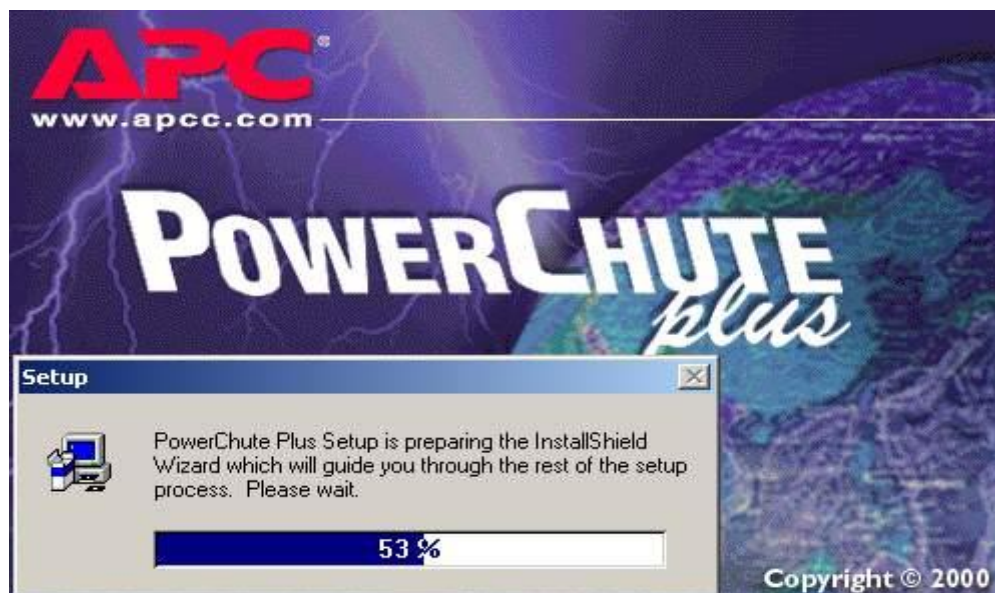 APC®
www.apcc.com
POWERCHUTE
plus
Setup
PowerChute Plus Setup is preparing the InstallShield
Wizard which will guide you through the rest of the setup
process.  Please wait.
53 %
Copyright © 2000